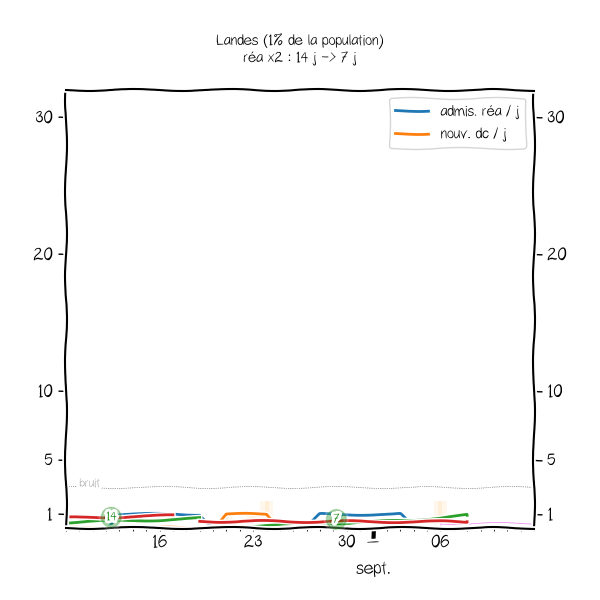 Landes (1% de la population)
réa x2 : 14 j -> 7 j
admis. réa / j
nouv. dc / j
30
30
20
20
10
10
5
5
bruit
1
1
14
7
16
23
30
1
06
sept.